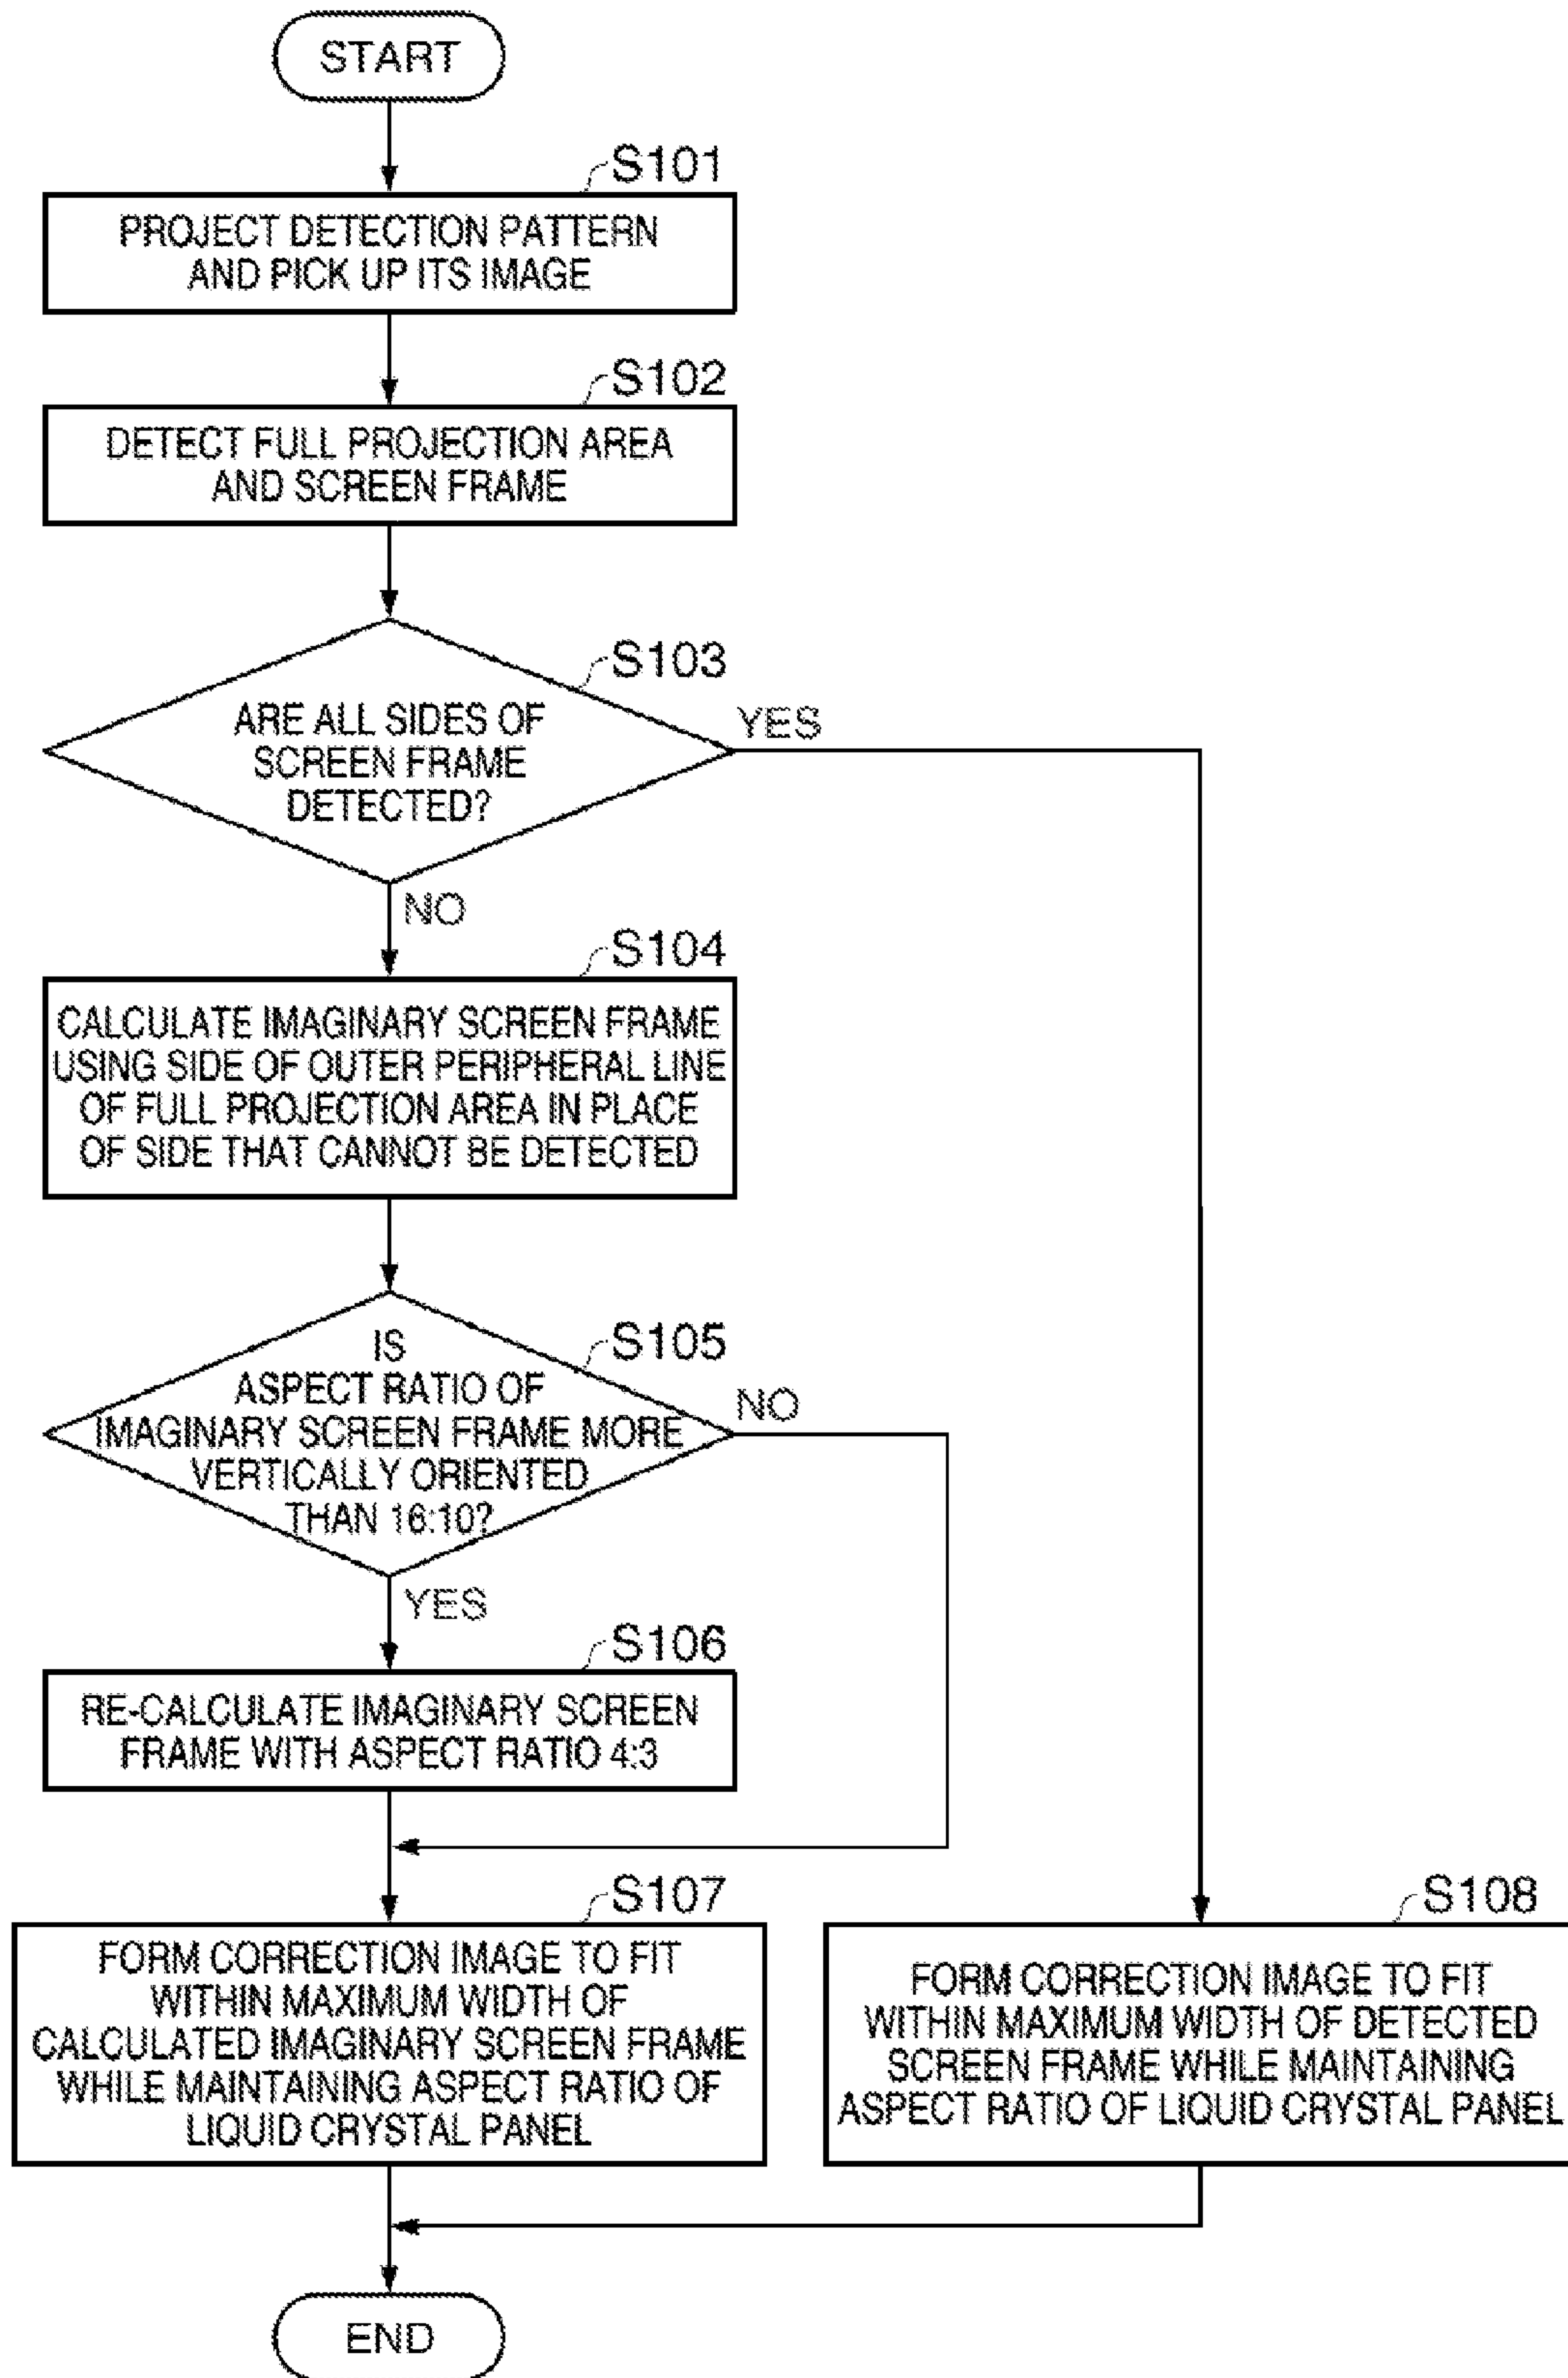 START
S101
PROJECT DETECTION PATTERN
AND PICK UP ITS IMAGE
S102
DETECT FULL PROJECTION AREA
AND SCREEN FRAME
S103
ARE ALL SIDES OF
SCREEN FRAME
DETECTED?
YES
NO
S104
CALCULATE IMAGINARY SCREEN FRAME
USING SIDE OF OUTER PERIPHERAL LINE
OF FULL PROJECTION AREA IN PLACE
OF SIDE THAT CANNOT BE DETECTED
S105
IS
ASPECT RATIO OF
IMAGINARY SCREEN FRAME MORE
VERTICALLY ORIENTED
THAN 16:10?
NO
YES
S106
RE-CALCULATE IMAGINARY SCREEN
FRAME WITH ASPECT RATIO 4:3
S107
FORM CORRECTION IMAGE TO FIT
WITHIN MAXIMUM WIDTH OF
CALCULATED IMAGINARY SCREEN FRAME
WHILE MAINTAINING ASPECT RATIO OF
LIQUID CRYSTAL PANEL
S108
FORM CORRECTION IMAGE TO FIT
WITHIN MAXIMUM WIDTH OF DETECTED
SCREEN FRAME WHILE MAINTAINING
ASPECT RATIO OF LIQUID CRYSTAL PANEL
END